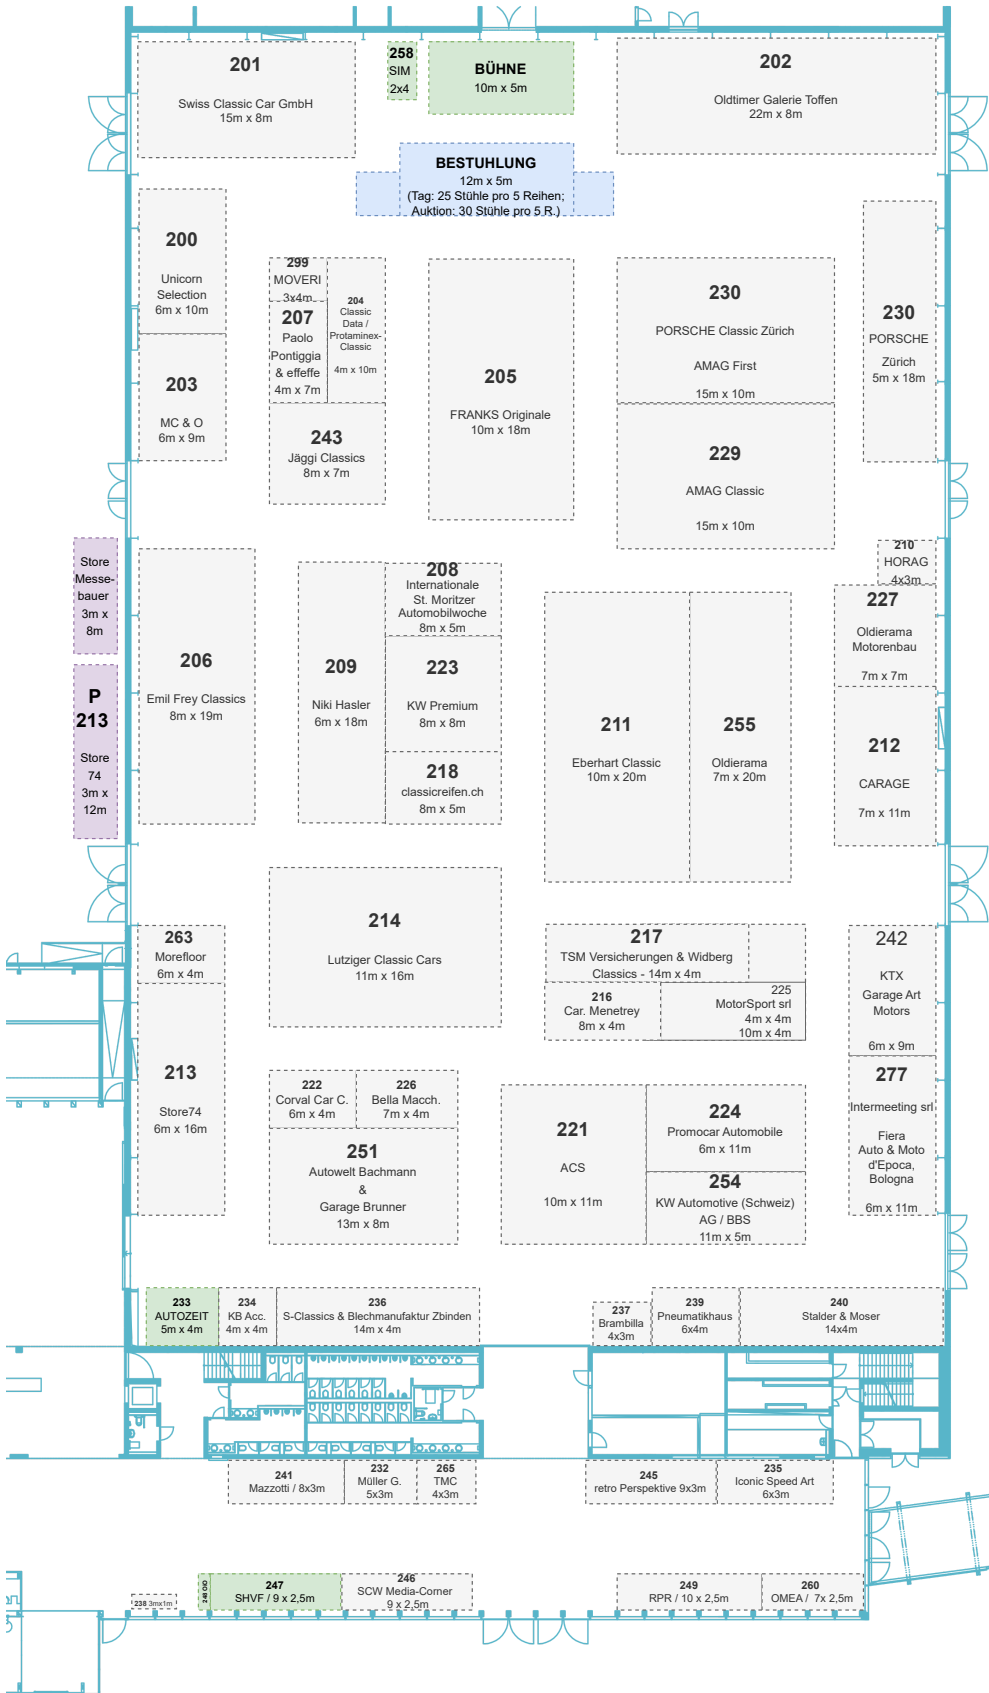 201
Swiss Classic Car GmbH
15m x 8m
258
SIM
2x4
BÜHNE
10m x 5m
202
Oldtimer Galerie Toffen
22m x 8m
BESTUHLUNG
12m x 5m
(Tag: 25 Stühle pro 5 Reihen;
Auktion: 30 Stühle pro 5 R.)
200
Unicorn
Selection
6m x 10m
203
MC & O
6m x 9m
299
MOVERI
3x4m
207
Paolo
Pontiggia
& effeffe
4m x 7m
204
Classic
Data /
Protaminex-
Classic
4m x 10m
243
Jäggi Classics
8m x 7m
205
FRANKS Originale
10m x 18m
230
PORSCHE Classic Zürich
AMAG First
15m x 10m
229
AMAG Classic
15m x 10m
230
PORSCHE
Zürich
5m x 18m
Store
Messe-
bauer
3m x
8m
P
213
Store
74
3m x
12m
206
Emil Frey Classics
8m x 19m
209
Niki Hasler
6m x 18m
208
Internationale
St. Moritzer
Automobilwoche
8m x 5m
223
KW Premium
8m x 8m
218
classicreifen.ch
8m x 5m
211
Eberhart Classic
10m x 20m
255
Oldierama
7m x 20m
210
HORAG
4x3m
227
Oldierama
Motorenbau
7m x 7m
212
CARAGE
7m x 11m
263
Morefloor
6m x 4m
213
Store74
6m x 16m
214
Lutziger Classic Cars
11m x 16m
217
TSM Versicherungen & Widberg
Classics - 14m x 4m
216
Car. Menetrey
8m x 4m
225
MotorSport srl
4m x 4m
10m x 4m
242
KTX
Garage Art
Motors
6m x 9m
277
Intermeeting srl
Fiera
Auto & Moto
d'Epoca,
Bologna
6m x 11m
222
Corval Car C.
6m x 4m
226
Bella Macch.
7m x 4m
251
Autowelt Bachmann
&
Garage Brunner
13m x 8m
221
ACS
10m x 11m
224
Promocar Automobile
6m x 11m
254
KW Automotive (Schweiz)
AG / BBS
11m x 5m
233
AUTOZEIT
5m x 4m
234
KB Acc.
4m x 4m
236
S-Classics & Blechmanufaktur Zbinden
14m x 4m
237
Brambilla
4x3m
239
Pneumatikhaus
6x4m
240
Stalder & Moser
14x4m
241
Mazzotti / 8x3m
232
Müller G.
5x3m
265
TMC
4x3m
245
retro Perspektive 9x3m
235
Iconic Speed Art
6x3m
238 3mx1m
247
SHVF / 9 x 2,5m
246
SCW Media-Corner
9 x 2,5m
249
RPR / 10 x 2,5m
260
OMEA / 7x 2,5m